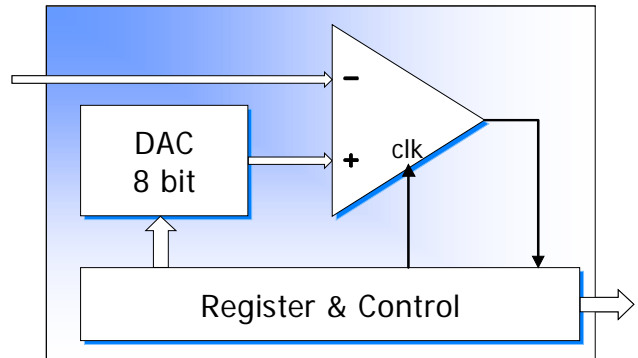 −
DAC
8 bit
+
clk
Register & Control